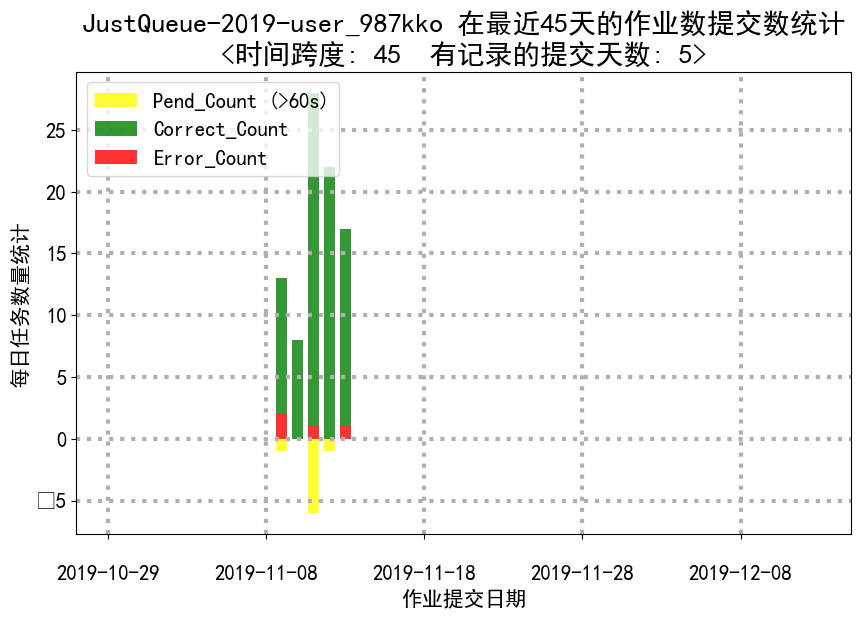 JustQueue-2019-user_987kko 在最近45天的作业数提交数统计
<时间跨度: 45  有记录的提交天数: 5>
Pend_Count (>60s)
Correct_Count
Error_Count
25
20
15
10
5
0
□5
每日任务数量统计
2019-10-29
2019-11-08
2019-11-18
2019-11-28
2019-12-08
作业提交日期